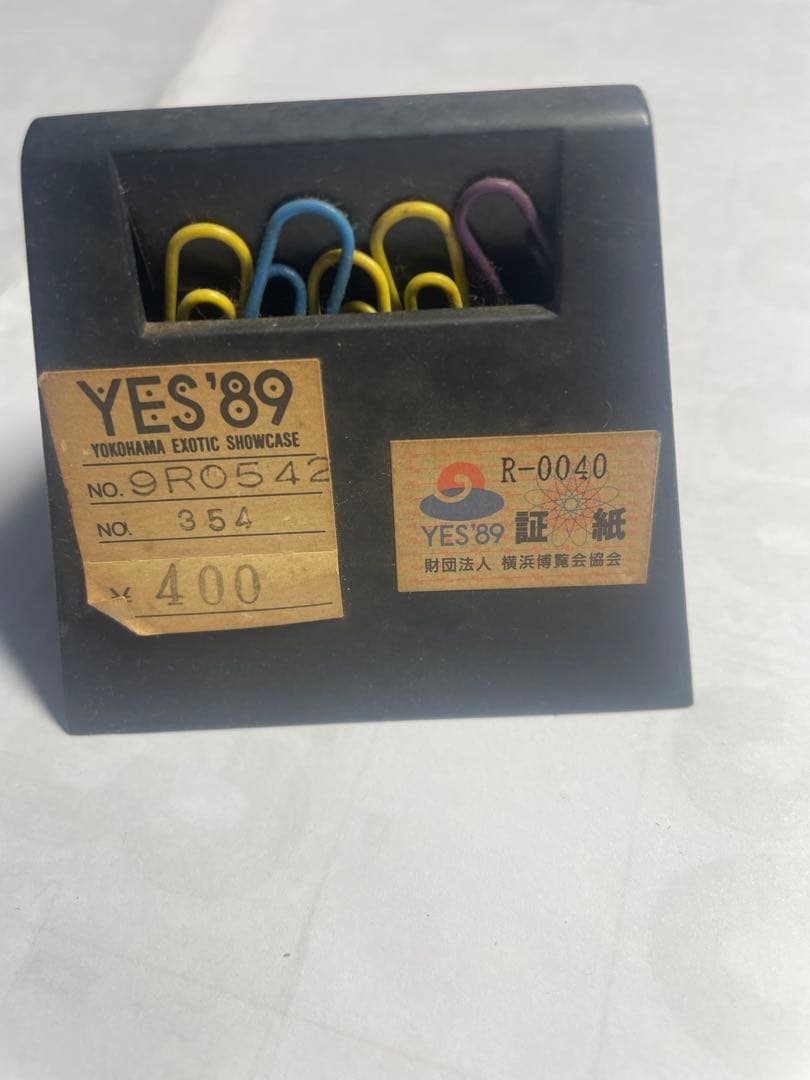 YES'89
YOKOHAMA EXOTIC SHOWCASE
NO. 9R0542
NO. 354
¥ 400
R-0040
YES'89 証紙
財団法人 横浜博覧会協会